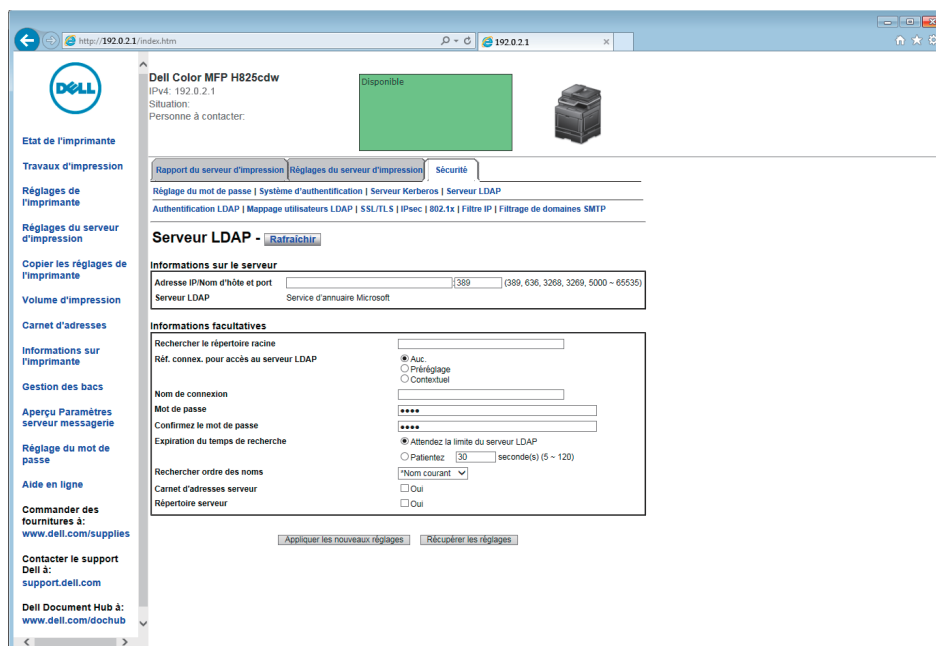 http://192.0.2.1/index.htm
192.0.2.1
DELL
Etat de l'imprimante
Travaux d'impression
Réglages de
l'imprimante
Réglages du serveur
d'impression
Copier les réglages de
l'imprimante
Volume d'impression
Carnet d'adresses
Informations sur
l'imprimante
Gestion des bacs
Aperçu Paramètres
serveur messagerie
Réglage du mot de
passe
Aide en ligne
Commander des
fournitures à:
www.dell.com/supplies
Contacter le support
Dell à:
support.dell.com
Dell Document Hub à:
www.dell.com/dochub
Dell Color MFP H825cdw
IPv4: 192.0.2.1
Situation:
Personne à contacter:
Disponible
Rapport du serveur d'impression Réglages du serveur d'impression Sécurité
Réglage du mot de passe | Système d'authentification | Serveur Kerberos | Serveur LDAP
Authentification LDAP | Mappage utilisateurs LDAP | SSL/TLS | IPsec | 802.1x | Filtre IP | Filtrage de domaines SMTP
Serveur LDAP - Rafraîchir
Informations sur le serveur
Adresse IP/Nom d'hôte et port : 389 (389, 636, 3268, 3269, 5000 ~ 65535)
Serveur LDAP Service d'annuaire Microsoft
Informations facultatives
Rechercher le répertoire racine
Réf. connex. pour accès au serveur LDAP Auc.
Préréglage
Contextuel
Nom de connexion
Mot de passe ••••
Confirmez le mot de passe ••••
Expiration du temps de recherche Attendez la limite du serveur LDAP
Patientez 30 seconde(s) (5 ~ 120)
Rechercher ordre des noms *Nom courant
Carnet d'adresses serveur Oui
Répertoire serveur Oui
Appliquer les nouveaux réglages Récupérer les réglages